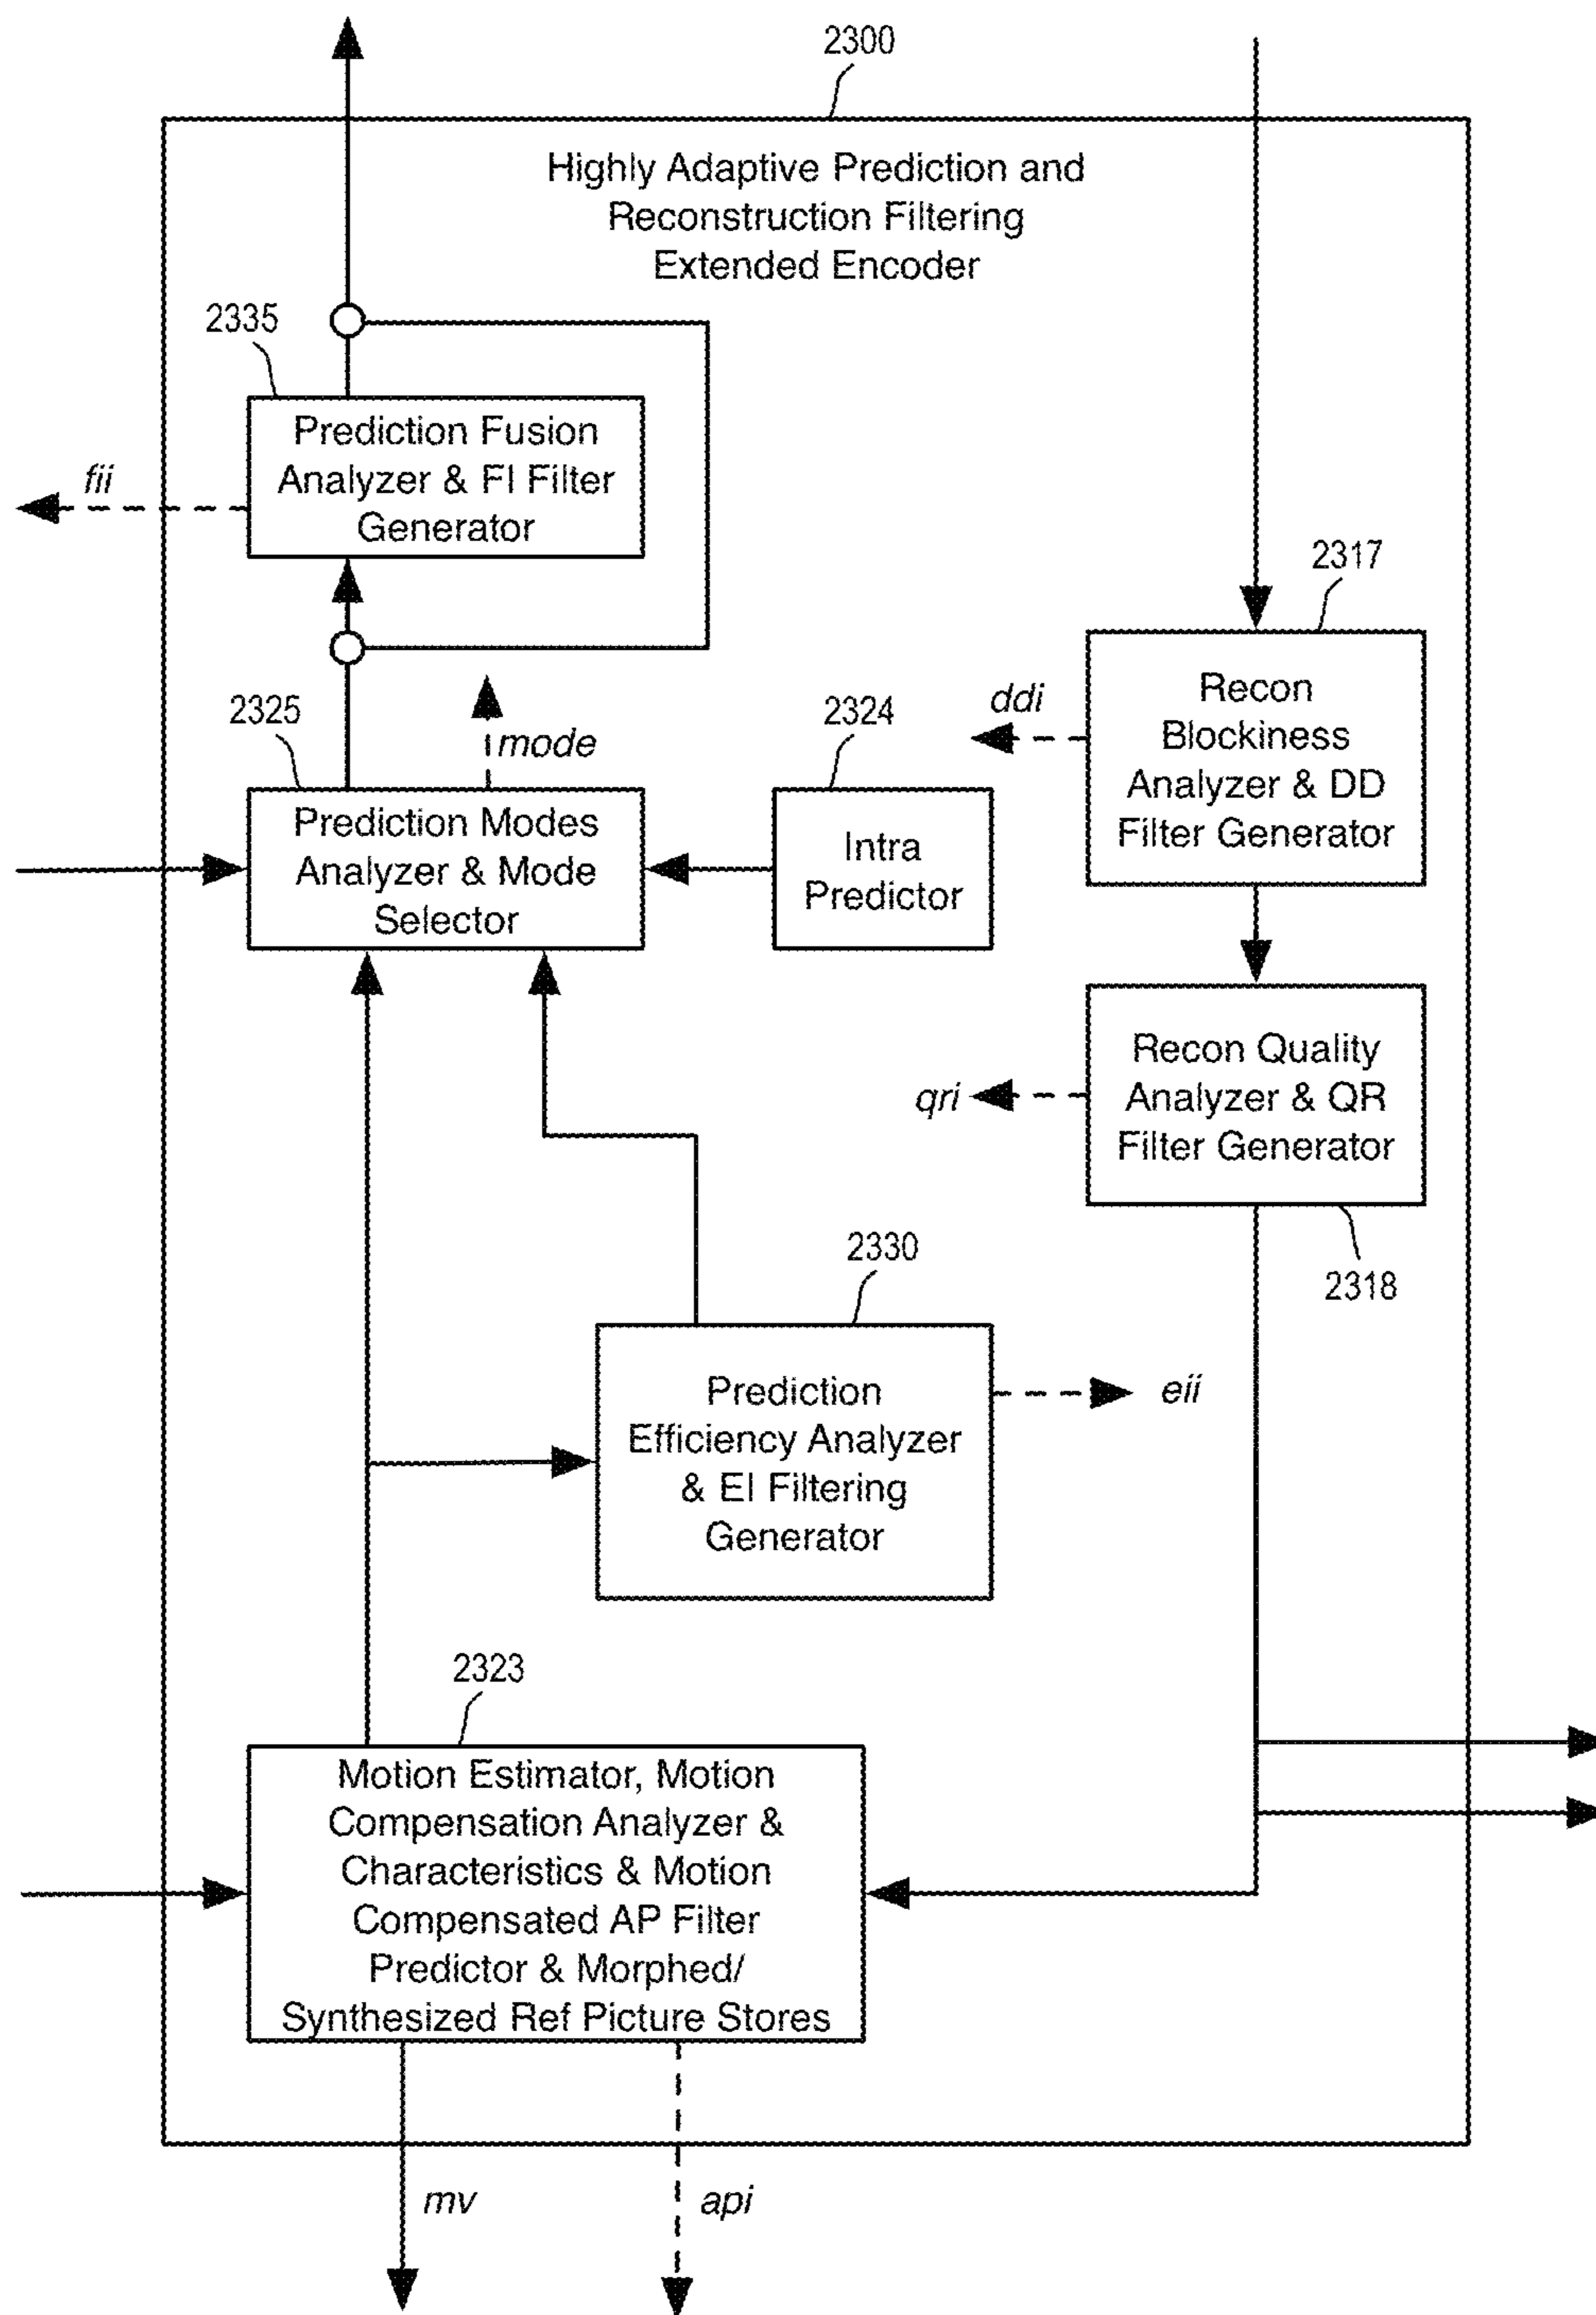 2300
Highly Adaptive Prediction and
Reconstruction Filtering
Extended Encoder
2335
Prediction Fusion
Analyzer & FI Filter
Generator
fii
2317
Recon
Blockiness
Analyzer & DD
Filter Generator
ddi
2325
mode
2324
Prediction Modes
Analyzer & Mode
Selector
Intra
Predictor
Recon Quality
Analyzer & QR
Filter Generator
qri
2318
2330
Prediction
Efficiency Analyzer
& EI Filtering
Generator
eii
2323
Motion Estimator, Motion
Compensation Analyzer &
Characteristics & Motion
Compensated AP Filter
Predictor & Morphed/
Synthesized Ref Picture Stores
mv
api